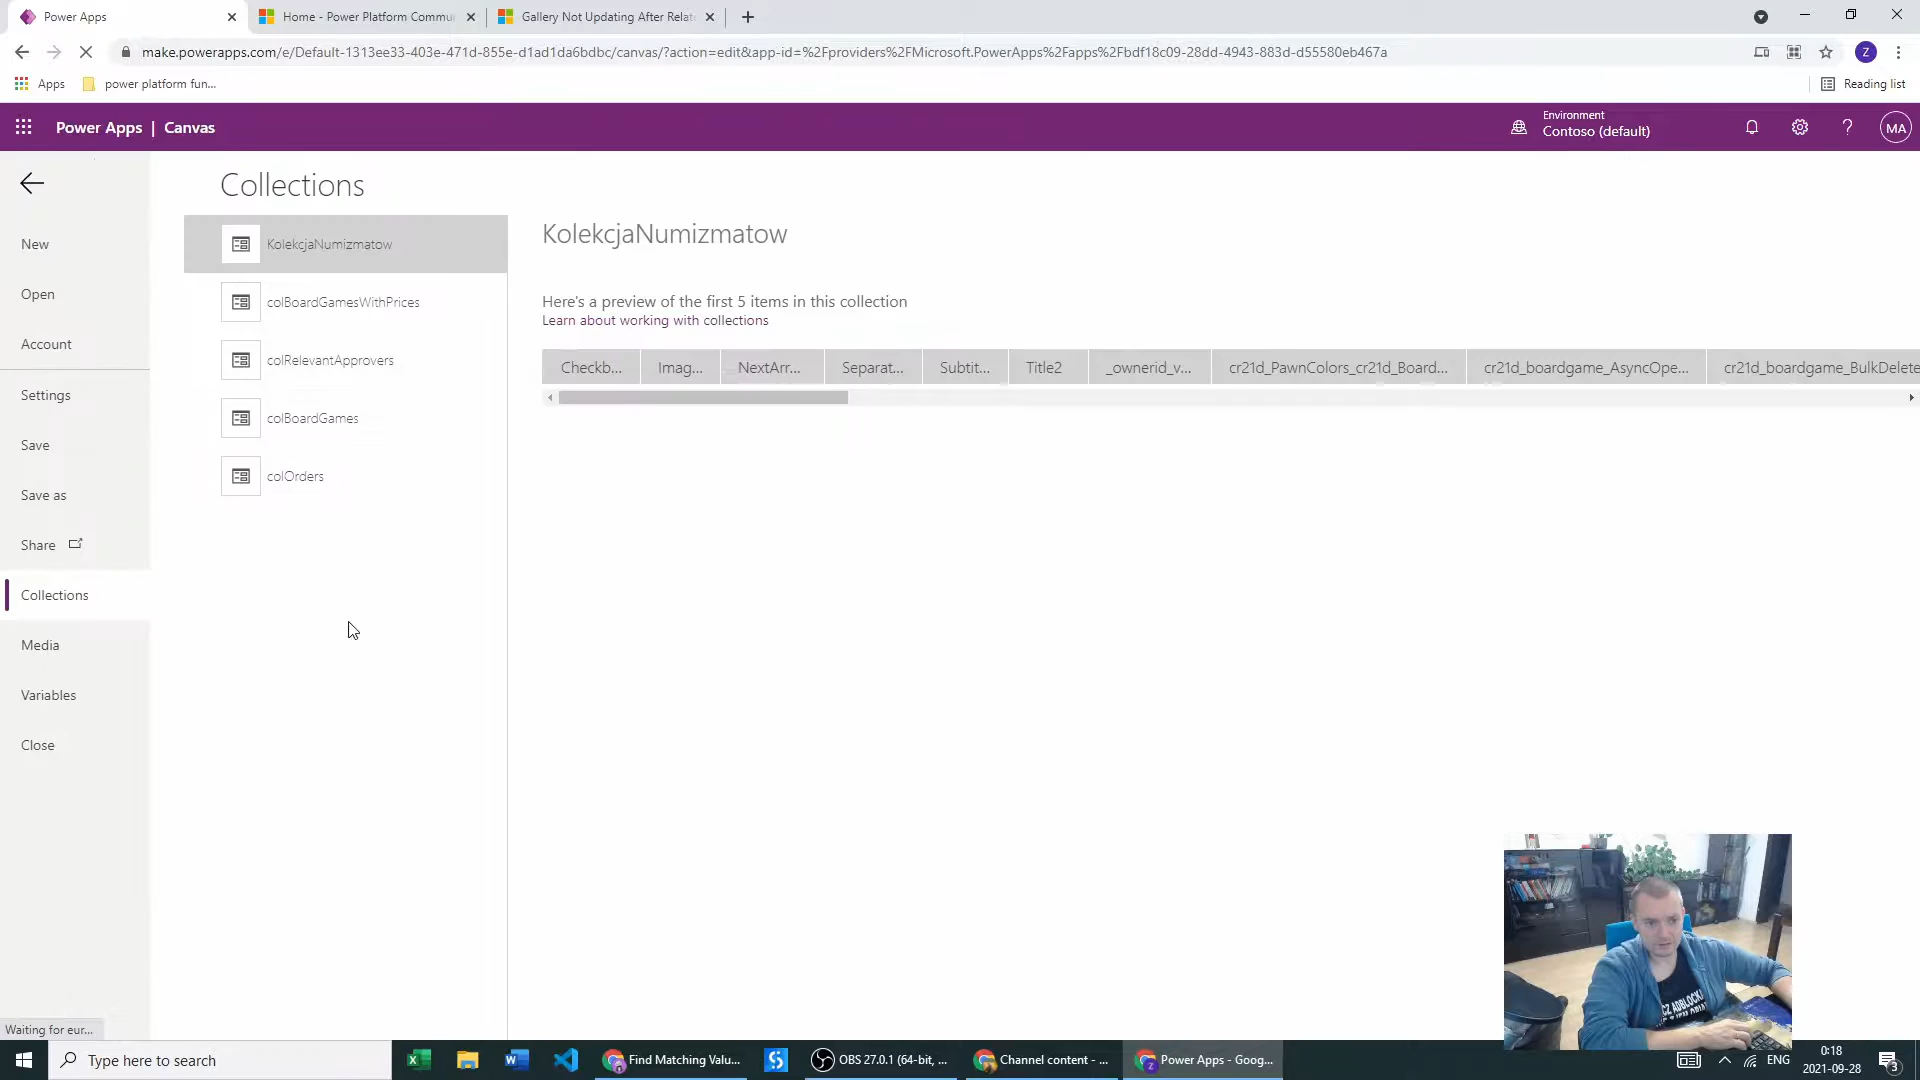 Power Apps
Home - Power Platform Commu
Gallery Not Updating After Relat
make.powerapps.com/e/Default-1313ee33-403e-471d-855e-d1ad1da6bdbc/canvas/?action=edit&app-id=%2Fproviders%2FMicrosoft.PowerApps%2Fapps%2Fbdf18c09-28dd-4943-883d-d55580eb467a
Z
Apps
power platform fun...
Reading list
Power Apps | Canvas
Environment
Contoso (default)
MA
New
Open
Account
Settings
Save
Save as
Share
Collections
Media
Variables
Close
Collections
KolekcjaNumizmatow
colBoardGamesWithPrices
colRelevantApprovers
colBoardGames
colOrders
KolekcjaNumizmatow
Here's a preview of the first 5 items in this collection
Learn about working with collections
Checkb... Imag... NextArr... Separat... Subtit... Title2 _ownerid_v... cr21d_PawnColors_cr21d_Board... cr21d_boardgame_AsyncOpe... cr21d_boardgame_BulkDelete
Waiting for eur...
Type here to search
Find Matching Valu...
OBS 27.0.1 (64-bit, ...
Channel content - ...
Power Apps - Goog...
ENG
0:18
2021-09-28
3